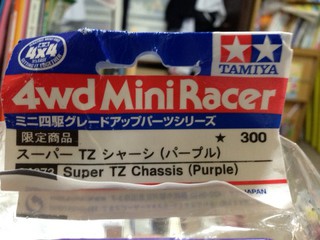 4X4
TAMIYA
4wd Mini Racer
ミニ四駆グレードアップパーツシリーズ
限定商品
★ 300
スーパー TZ シャーシ (パープル)
Super TZ Chassis (Purple)
JAPAN